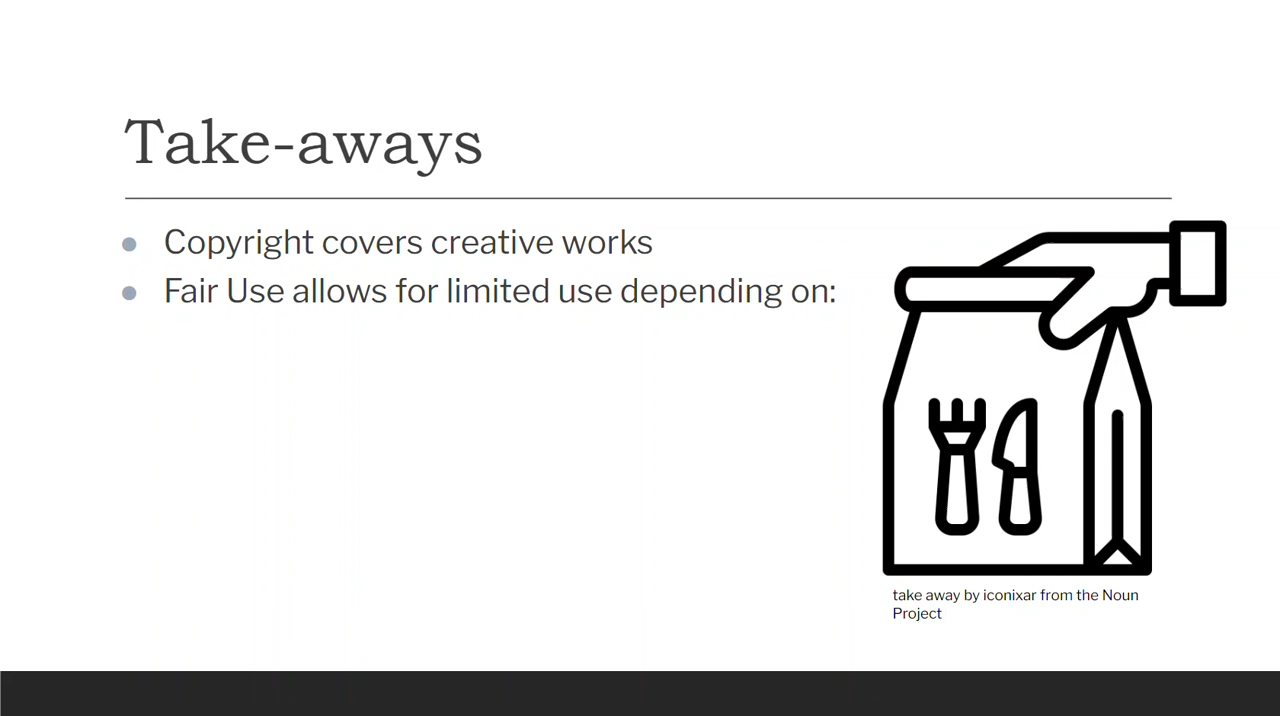 Take-aways
Copyright covers creative works
Fair Use allows for limited use depending on:
take away by iconixar from the Noun
Project